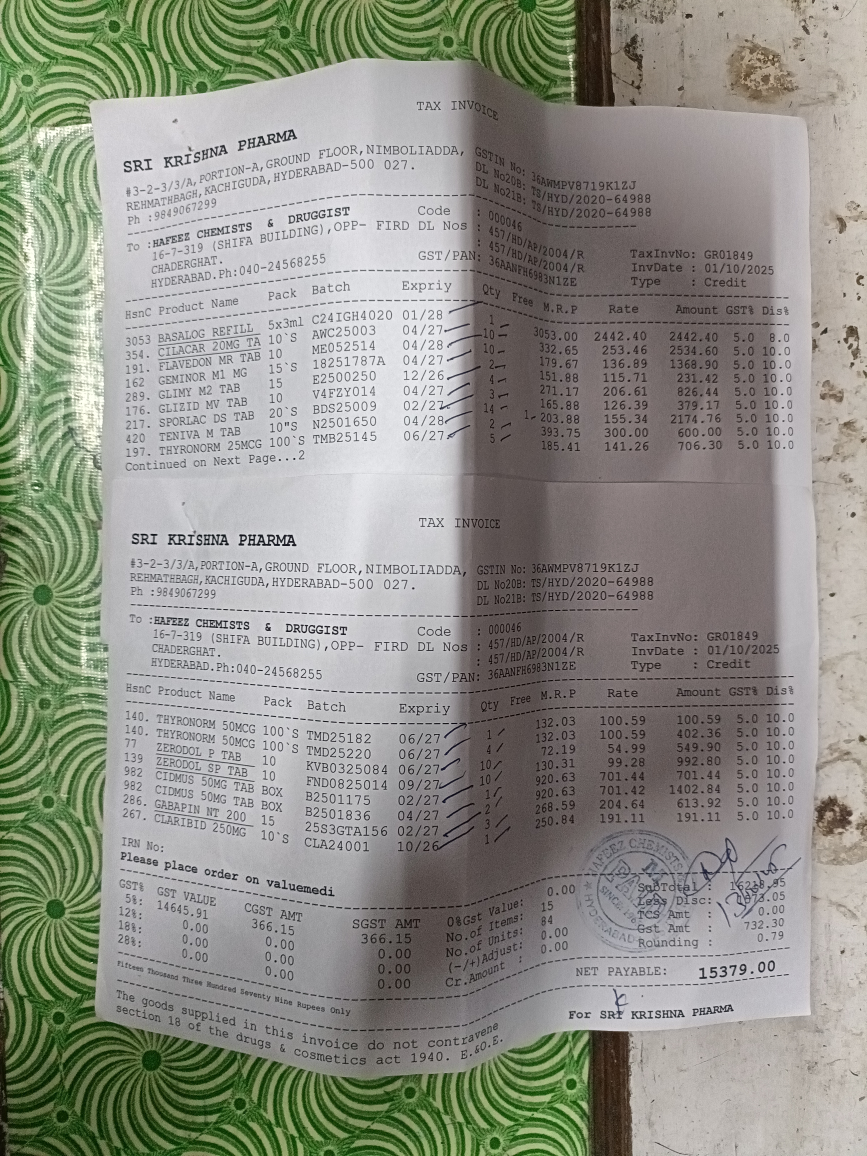 TAX INVOICE
SRI KRISHNA PHARMA
#3-2-3/3/A, PORTION-A, GROUND FLOOR, NIMBOLIADDA, GSTIN No: 36AWMPV8719K1ZJ
REHMATHBAGH, KACHIGUDA, HYDERABAD-500 027. DL No20B: TS/HYD/2020-64988
Ph :9849067299 DL No21B: TS/HYD/2020-64988
To :HAFEEZ CHEMISTS & DRUGGIST Code : 000046
16-7-319 (SHIFA BUILDING),OPP- FIRD DL Nos : 457/HD/AP/2004/R TaxInvNo: GR01849
CHADERGHAT. : 457/HD/AP/2004/R InvDate : 01/10/2025
HYDERABAD.Ph:040-24568255 GST/PAN: 36AANFH6983N1ZE Type : Credit
HsnC Product Name Pack Batch Expriy Qty Free M.R.P Rate Amount GST% Dis%
3053 BASALOG REFILL 5x3ml C24IGH4020 01/28 1 3053.00 2442.40 2442.40 5.0 8.0
354. CILACAR 20MG TA 10`S AWC25003 04/27 10 332.65 253.46 2534.60 5.0 10.0
191. FLAVEDON MR TAB 10 ME052514 04/28 10 179.67 136.89 1368.90 5.0 10.0
162 GEMINOR M1 MG 15`S 18251787A 04/27 2 151.88 115.71 231.42 5.0 10.0
289. GLIMY M2 TAB 15 E2500250 12/26 4 271.17 206.61 826.44 5.0 10.0
176. GLIZID MV TAB 10 V4FZY014 04/27 3 165.88 126.39 379.17 5.0 10.0
217. SPORLAC DS TAB 20`S BDS25009 02/27 14 1 203.88 155.34 2174.76 5.0 10.0
420 TENIVA M TAB 10"S N2501650 04/28 2 393.75 300.00 600.00 5.0 10.0
197. THYRONORM 25MCG 100`S TMB25145 06/27 5 185.41 141.26 706.30 5.0 10.0
Continued on Next Page...2
TAX INVOICE
SRI KRISHNA PHARMA
#3-2-3/3/A, PORTION-A, GROUND FLOOR, NIMBOLIADDA, GSTIN No: 36AWMPV8719K1ZJ
REHMATHBAGH, KACHIGUDA, HYDERABAD-500 027. DL No20B: TS/HYD/2020-64988
Ph :9849067299 DL No21B: TS/HYD/2020-64988
To :HAFEEZ CHEMISTS & DRUGGIST Code : 000046
16-7-319 (SHIFA BUILDING),OPP- FIRD DL Nos : 457/HD/AP/2004/R TaxInvNo: GR01849
CHADERGHAT. : 457/HD/AP/2004/R InvDate : 01/10/2025
HYDERABAD.Ph:040-24568255 GST/PAN: 36AANFH6983N1ZE Type : Credit
HsnC Product Name Pack Batch Expriy Qty Free M.R.P Rate Amount GST% Dis%
140. THYRONORM 50MCG 100`S TMD25182 06/27 1 132.03 100.59 100.59 5.0 10.0
140. THYRONORM 50MCG 100`S TMD25220 06/27 4 132.03 100.59 402.36 5.0 10.0
77 ZERODOL P TAB 10 KVB0325084 06/27 10 72.19 54.99 549.90 5.0 10.0
139 ZERODOL SP TAB 10 FND0825014 09/27 10 130.31 99.28 992.80 5.0 10.0
982 CIDMUS 50MG TAB BOX B2501175 02/27 1 920.63 701.44 701.44 5.0 10.0
982 CIDMUS 50MG TAB BOX B2501836 04/27 2 920.63 701.42 1402.84 5.0 10.0
286. GABAPIN NT 200 15 25S3GTA156 02/27 3 268.59 204.64 613.92 5.0 10.0
267. CLARIBID 250MG 10`S CLA24001 10/26 1 250.84 191.11 191.11 5.0 10.0
IRN No:
Please place order on valuemedi
GST% GST VALUE CGST AMT SGST AMT 0%Gst Value: 0.00 SubTotal :
5%: 14645.91 366.15 366.15 No.of Items: 15 Less Disc:
12%: 0.00 0.00 0.00 No.of Units: 84 TCS Amt : 0.00
18%: 0.00 0.00 0.00 (-/+)Adjust: 0.00 Gst Amt : 732.30
28%: 0.00 0.00 0.00 Cr.Amount : 0.00 Rounding : 0.79
Fifteen Thousand Three Hundred Seventy Nine Rupees Only NET PAYABLE: 15379.00
The goods supplied in this invoice do not contravene
section 18 of the drugs & cosmetics act 1940. E.&O.E.
For SRI KRISHNA PHARMA